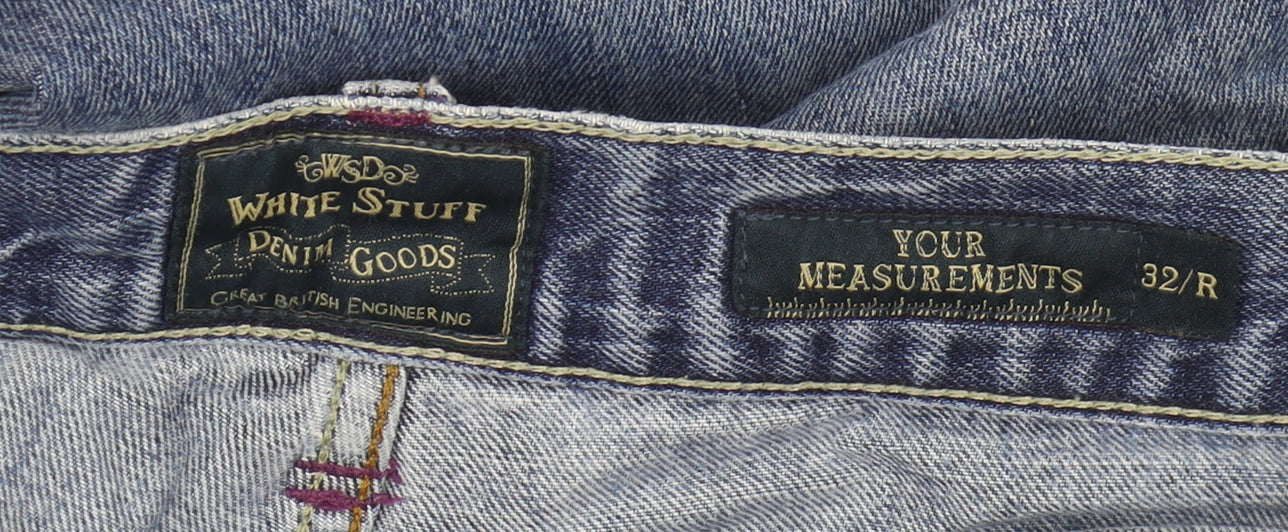 WSD
WHITE STUFF
DENIM GOODS
GREAT BRITISH ENGINEERING
YOUR
MEASUREMENTS
32/R